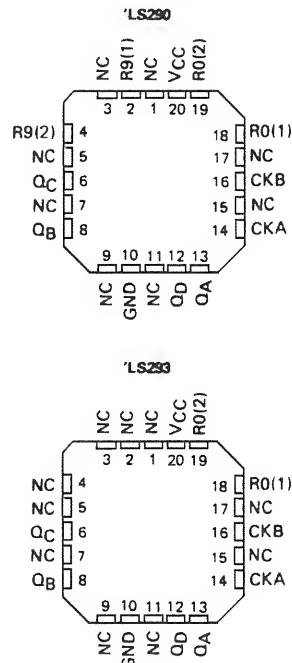 'LS290
NC R9(1) NC VCC R0(2)
3 2 1 20 19
R9(2) 4 18 R0(1)
NC 5 17 NC
QC 6 16 CKB
NC 7 15 NC
QB 8 14 CKA
9 10 11 12 13
NC GND NC QD QA
'LS293
NC NC NC VCC R0(2)
3 2 1 20 19
NC 4 18 R0(1)
NC 5 17 NC
QC 6 16 CKB
NC 7 15 NC
QB 8 14 CKA
9 10 11 12 13
NC GND NC QD QA